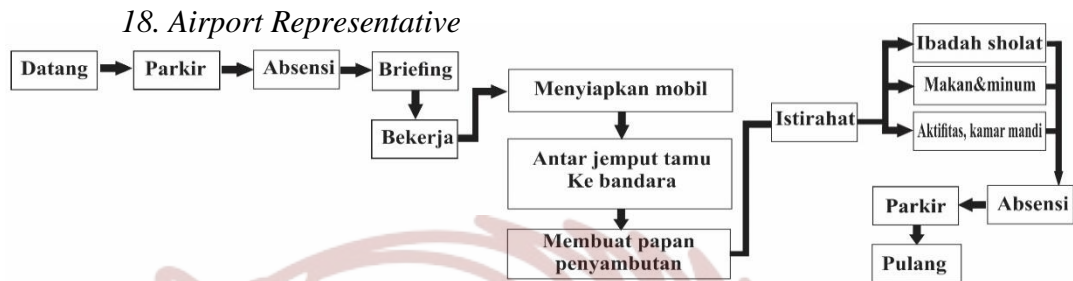 18. Airport Representative
Datang
Parkir
Absensi
Briefing
Bekerja
Menyiapkan mobil
Antar jemput tamu
Ke bandara
Membuat papan
penyambutan
Istirahat
Ibadah sholat
Makan&minum
Aktifitas, kamar mandi
Absensi
Parkir
Pulang